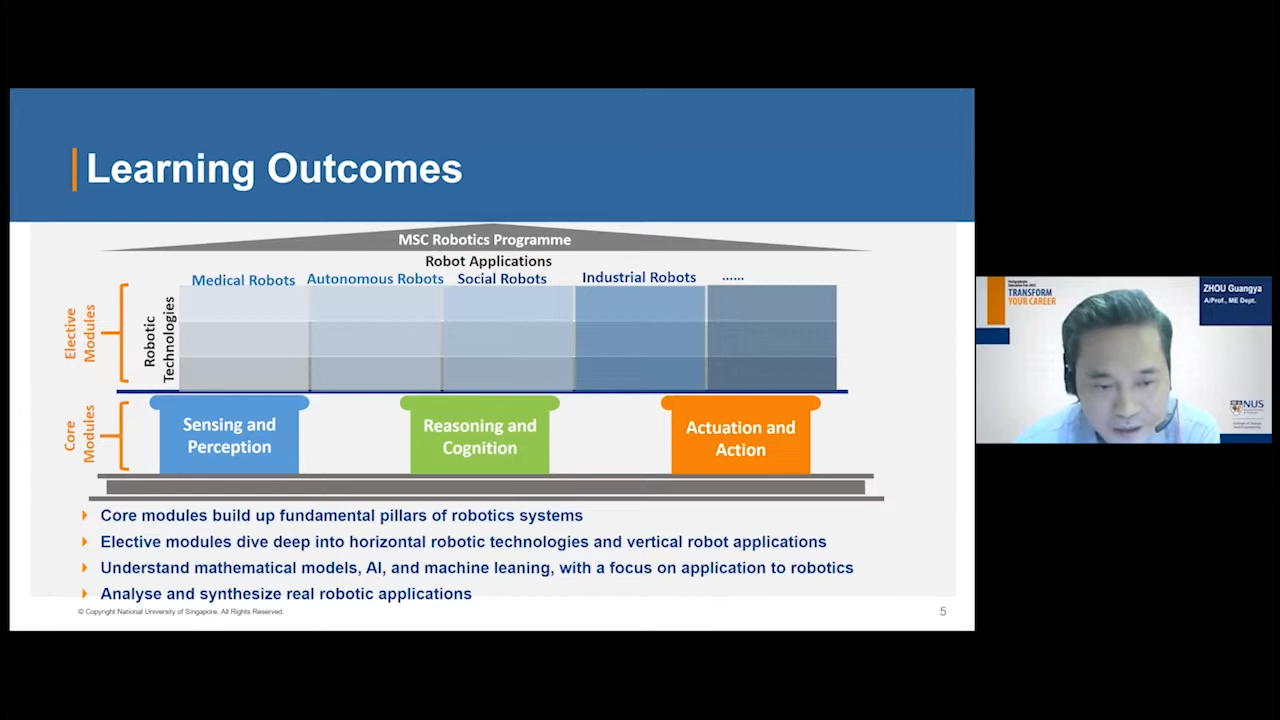 Learning Outcomes
MSC Robotics Programme
Robot Applications
Medical Robots
Autonomous Robots
Social Robots
Industrial Robots
......
Elective
Modules
Robotic
Technologies
Core
Modules
Sensing and
Perception
Reasoning and
Cognition
Actuation and
Action
Core modules build up fundamental pillars of robotics systems
Elective modules dive deep into horizontal robotic technologies and vertical robot applications
Understand mathematical models, AI, and machine leaning, with a focus on application to robotics
Analyse and synthesize real robotic applications
© Copyright National University of Singapore. All Rights Reserved.
5
TRANSFORM
YOUR CAREER
ZHOU Guangya
A/Prof., ME Dept.
NUS